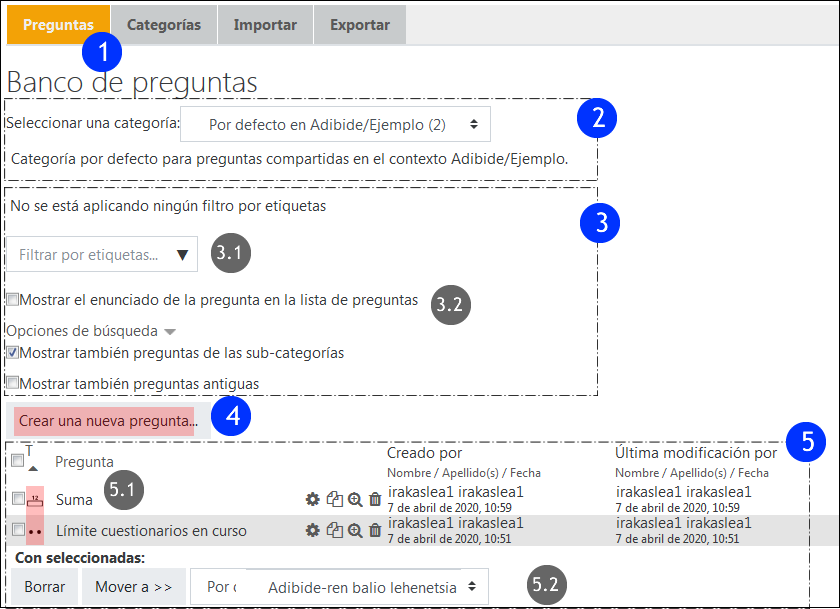 Preguntas Categorías Importar Exportar
1
Banco de preguntas
Seleccionar una categoría: Por defecto en Adibide/Ejemplo (2)
2
Categoría por defecto para preguntas compartidas en el contexto Adibide/Ejemplo.
No se está aplicando ningún filtro por etiquetas
3
Filtrar por etiquetas... 3.1
Mostrar el enunciado de la pregunta en la lista de preguntas 3.2
Opciones de búsqueda
Mostrar también preguntas de las sub-categorías
Mostrar también preguntas antiguas
Crear una nueva pregunta... 4
5
T Pregunta Creado por Última modificación por
Nombre / Apellido(s) / Fecha Nombre / Apellido(s) / Fecha
12 Suma 5.1 irakaslea1 irakaslea1 irakaslea1 irakaslea1
7 de abril de 2020, 10:59 7 de abril de 2020, 10:59
Límite cuestionarios en curso irakaslea1 irakaslea1 irakaslea1 irakaslea1
7 de abril de 2020, 10:51 7 de abril de 2020, 10:51
Con seleccionadas:
Borrar Mover a >> Por Adibide-ren balio lehenetsia 5.2